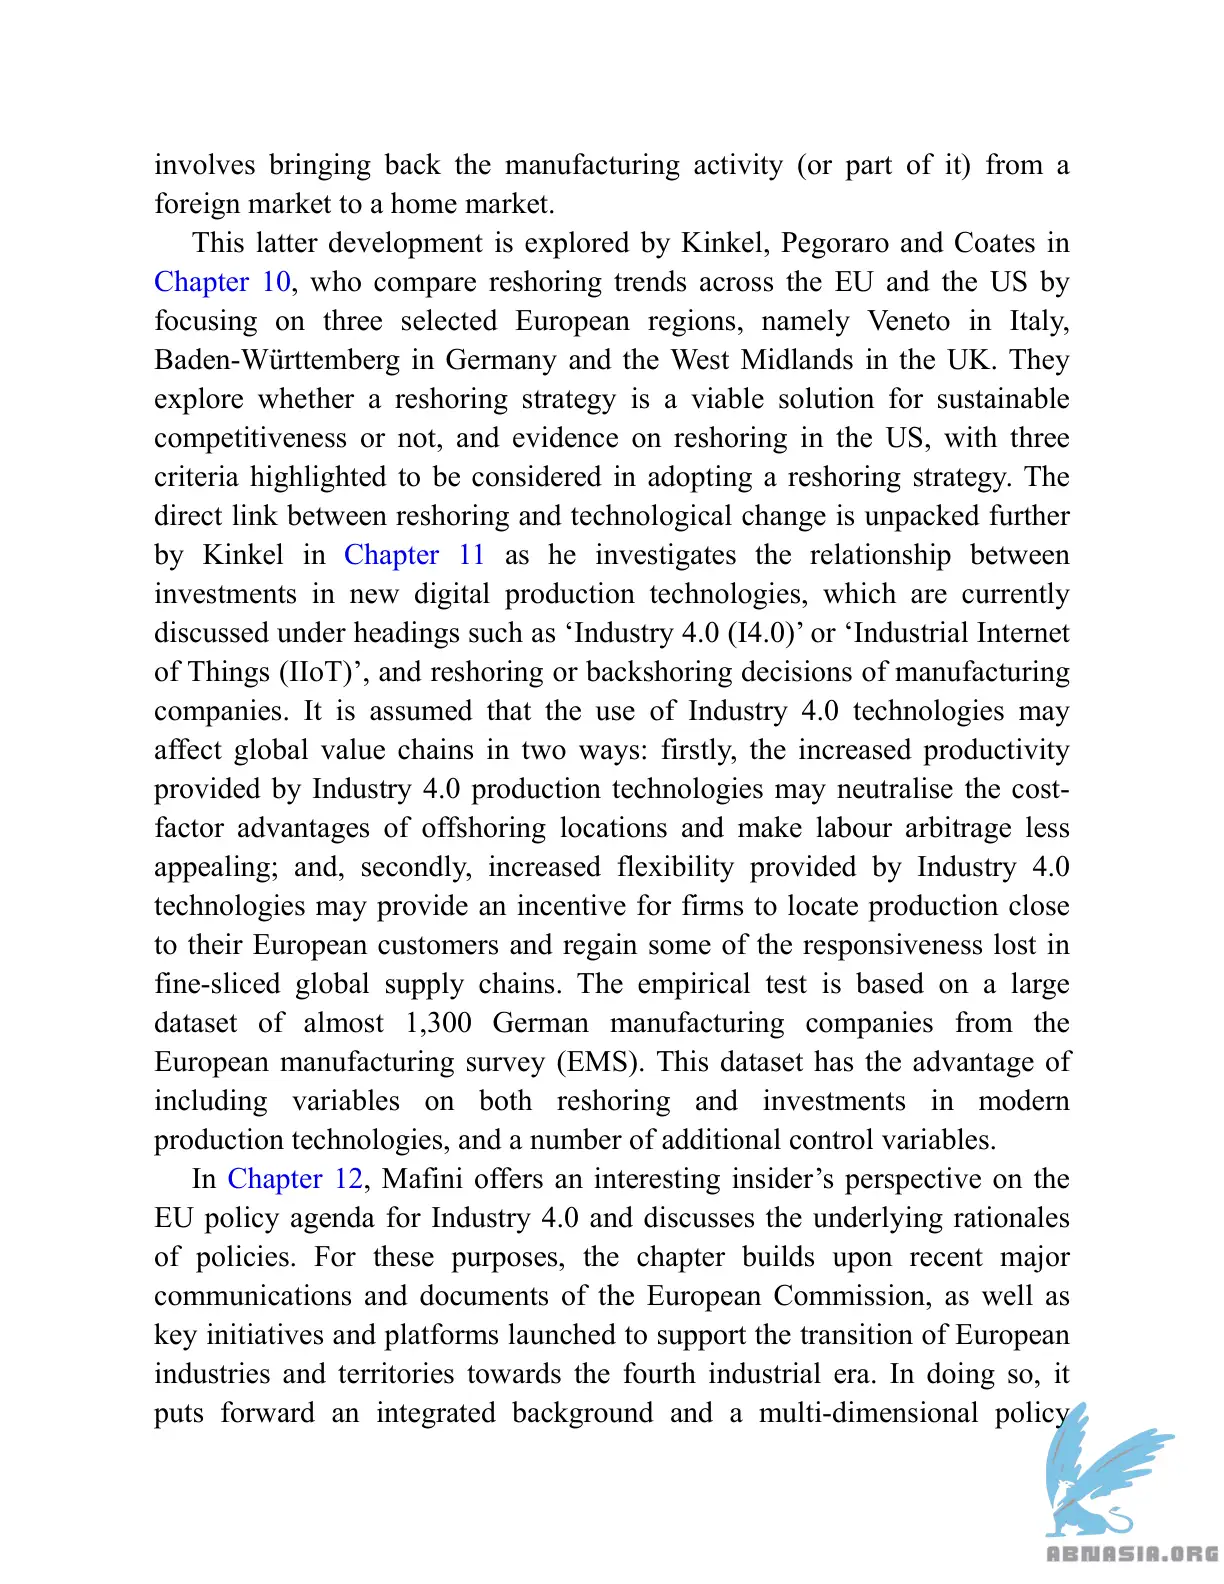 involves bringing back the manufacturing activity (or part of it) from a
foreign market to a home market.
This latter development is explored by Kinkel, Pegoraro and Coates in
Chapter 10, who compare reshoring trends across the EU and the US by
focusing on three selected European regions, namely Veneto in Italy,
Baden-Württemberg in Germany and the West Midlands in the UK. They
explore whether a reshoring strategy is a viable solution for sustainable
competitiveness or not, and evidence on reshoring in the US, with three
criteria highlighted to be considered in adopting a reshoring strategy. The
direct link between reshoring and technological change is unpacked further
by Kinkel in Chapter 11 as he investigates the relationship between
investments in new digital production technologies, which are currently
discussed under headings such as ‘Industry 4.0 (I4.0)’ or ‘Industrial Internet
of Things (IIoT)’, and reshoring or backshoring decisions of manufacturing
companies. It is assumed that the use of Industry 4.0 technologies may
affect global value chains in two ways: firstly, the increased productivity
provided by Industry 4.0 production technologies may neutralise the cost-
factor advantages of offshoring locations and make labour arbitrage less
appealing; and, secondly, increased flexibility provided by Industry 4.0
technologies may provide an incentive for firms to locate production close
to their European customers and regain some of the responsiveness lost in
fine-sliced global supply chains. The empirical test is based on a large
dataset of almost 1,300 German manufacturing companies from the
European manufacturing survey (EMS). This dataset has the advantage of
including variables on both reshoring and investments in modern
production technologies, and a number of additional control variables.
In Chapter 12, Mafini offers an interesting insider’s perspective on the
EU policy agenda for Industry 4.0 and discusses the underlying rationales
of policies. For these purposes, the chapter builds upon recent major
communications and documents of the European Commission, as well as
key initiatives and platforms launched to support the transition of European
industries and territories towards the fourth industrial era. In doing so, it
puts forward an integrated background and a multi-dimensional policy
ABNASIA.ORG